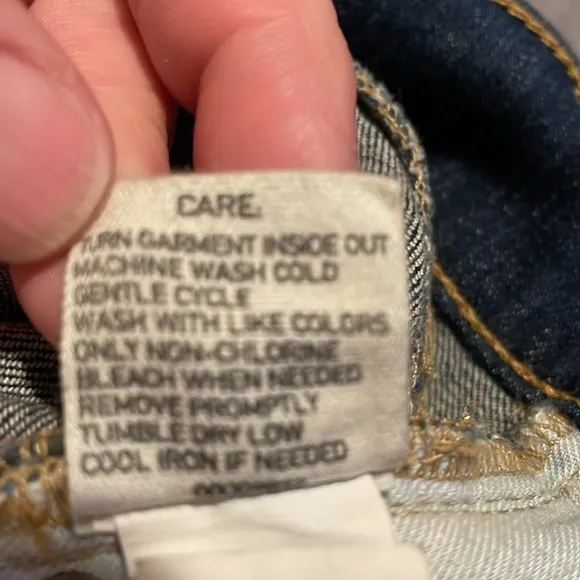 CARE:
TURN GARMENT INSIDE OUT
MACHINE WASH COLD
GENTLE CYCLE
WASH WITH LIKE COLORS
ONLY NON-CHLORINE
BLEACH WHEN NEEDED
REMOVE PROMPTLY
TUMBLE DRY LOW
COOL IRON IF NEEDED